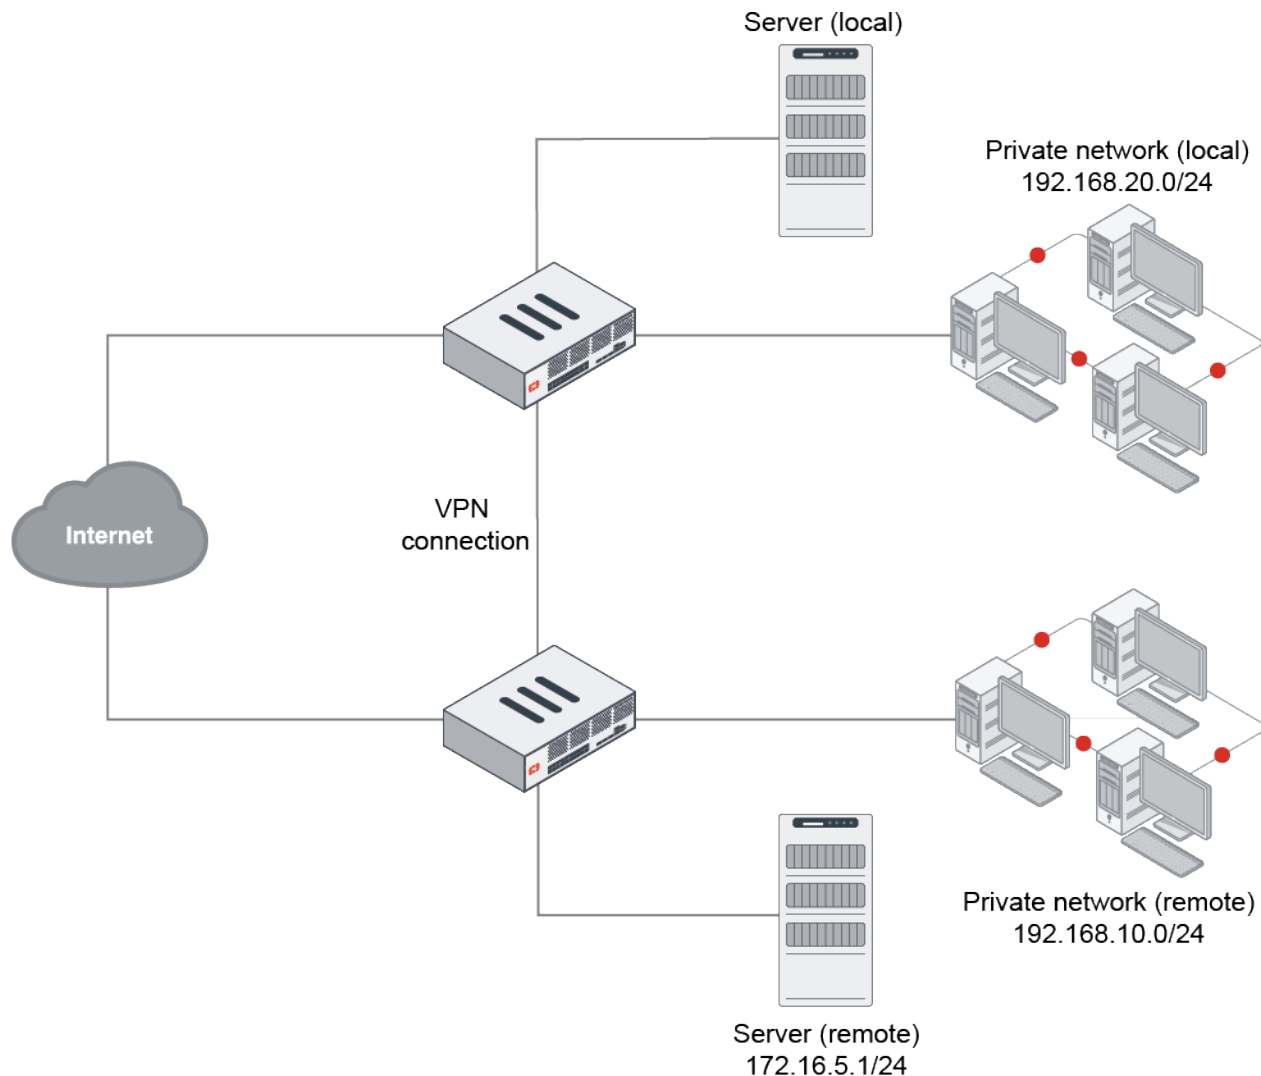 Server (local)
Private network (local)
192.168.20.0/24
Internet
VPN
connection
Private network (remote)
192.168.10.0/24
Server (remote)
172.16.5.1/24